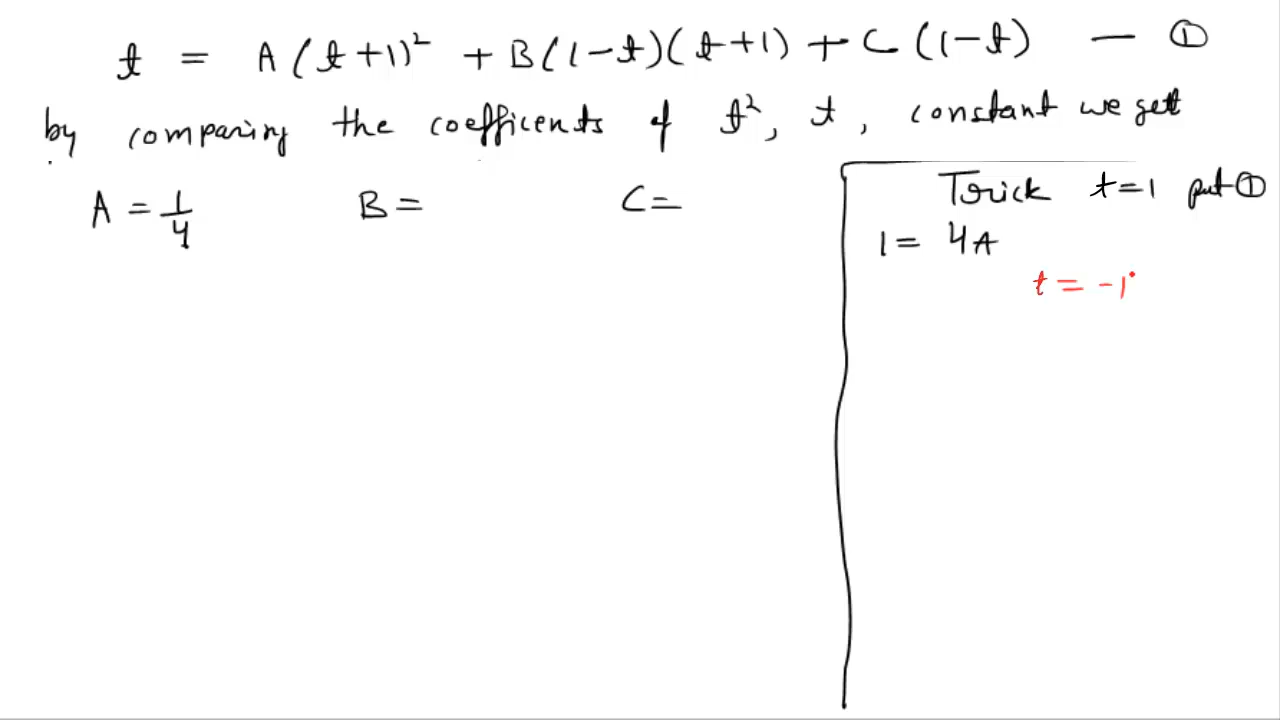 t = A(t+1)² + B(1-t)(t+1) + C(1-t) — ①
by comparing the coefficents of t², t, constant we get
A = 1/4 B = C =
Trick t=1 put ①
1 = 4A
t = -1